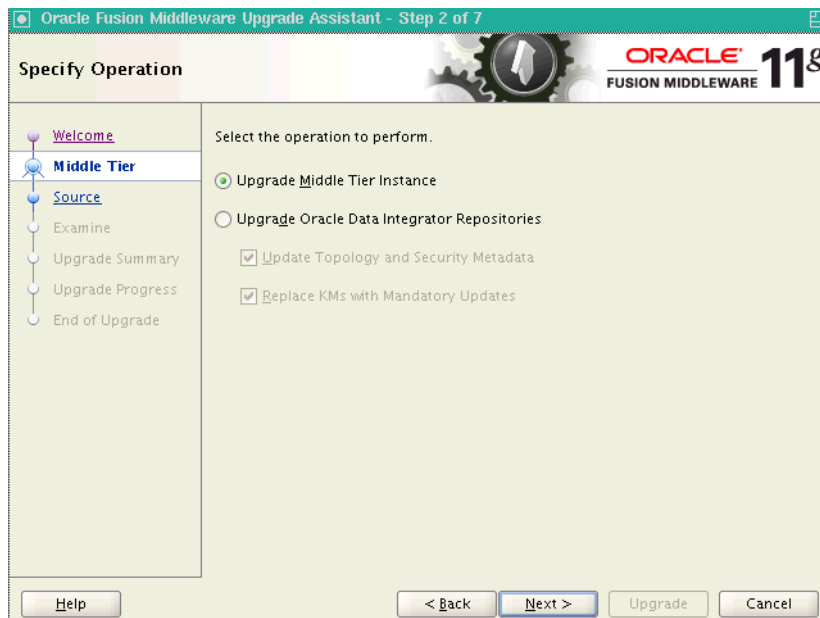 Oracle Fusion Middleware Upgrade Assistant - Step 2 of 7
Specify Operation
ORACLE
FUSION MIDDLEWARE 11g
Welcome
Middle Tier
Source
Examine
Upgrade Summary
Upgrade Progress
End of Upgrade
Select the operation to perform.
Upgrade Middle Tier Instance
Upgrade Oracle Data Integrator Repositories
Update Topology and Security Metadata
Replace KMs with Mandatory Updates
Help
< Back
Next >
Upgrade
Cancel